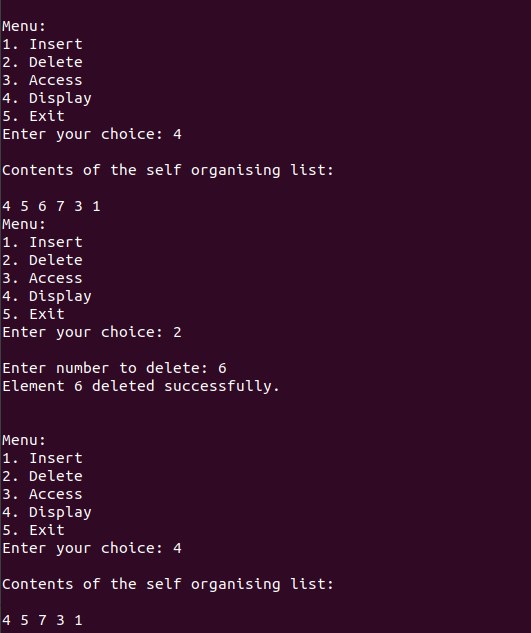 Menu:
1. Insert
2. Delete
3. Access
4. Display
5. Exit
Enter your choice: 4
Contents of the self organising list:
4 5 6 7 3 1
Menu:
1. Insert
2. Delete
3. Access
4. Display
5. Exit
Enter your choice: 2
Enter number to delete: 6
Element 6 deleted successfully.
Menu:
1. Insert
2. Delete
3. Access
4. Display
5. Exit
Enter your choice: 4
Contents of the self organising list:
4 5 7 3 1